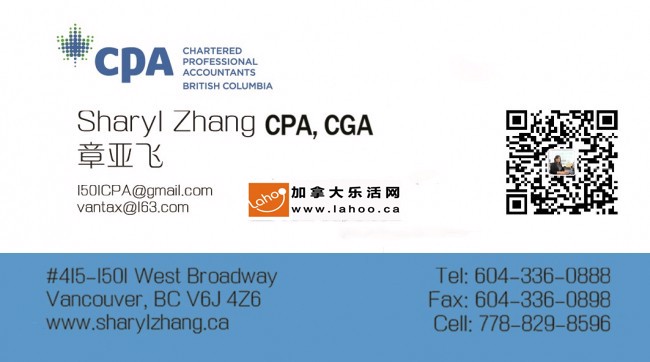 CPA
CHARTERED
PROFESSIONAL
ACCOUNTANTS
BRITISH COLUMBIA
Sharyl Zhang CPA, CGA
章亚飞
1501CPA@gmail.com
vantax@163.com
Lahoo
加拿大乐活网
www.lahoo.ca
#415-1501 West Broadway
Vancouver, BC V6J 4Z6
www.sharylzhang.ca
Tel: 604-336-0888
Fax: 604-336-0898
Cell: 778-829-8596